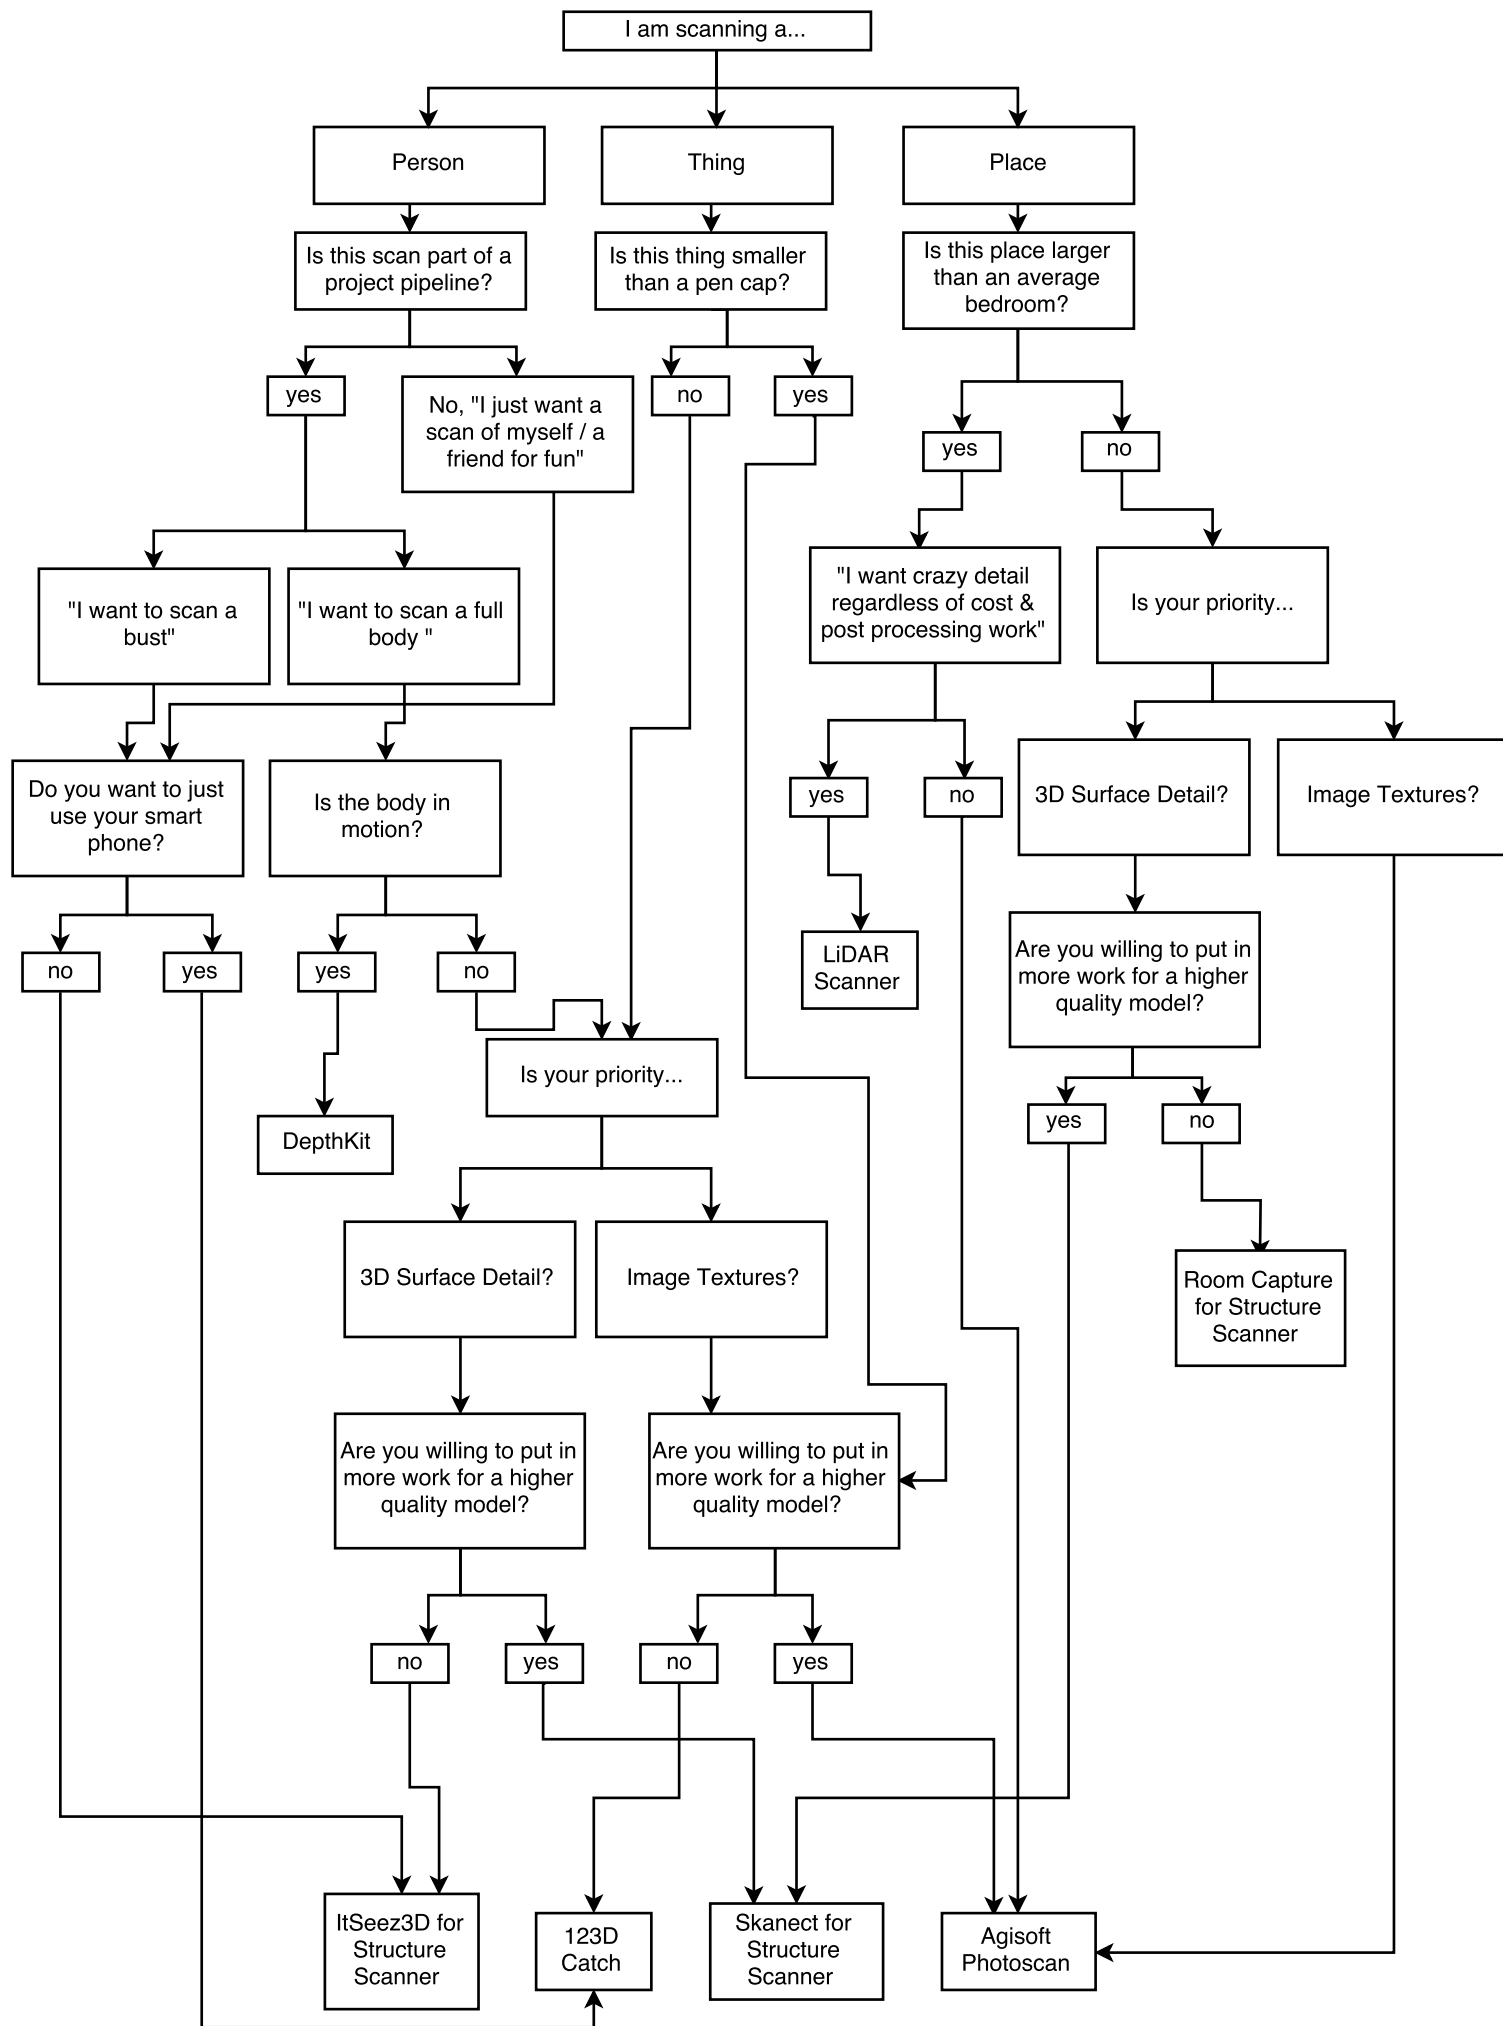 I am scanning a...
Person
Thing
Place
Is this scan part of a
project pipeline?
Is this thing smaller
than a pen cap?
Is this place larger
than an average
bedroom?
yes
No, "I just want a
scan of myself / a
friend for fun"
no
yes
yes
no
"I want to scan a
bust"
"I want to scan a full
body "
"I want crazy detail
regardless of cost &
post processing work"
Is your priority...
Do you want to just
use your smart
phone?
Is the body in
motion?
yes
no
3D Surface Detail?
Image Textures?
no
yes
yes
no
LiDAR
Scanner
Are you willing to put in
more work for a higher
quality model?
Is your priority...
DepthKit
yes
no
3D Surface Detail?
Image Textures?
Room Capture
for Structure
Scanner
Are you willing to put in
more work for a higher
quality model?
Are you willing to put in
more work for a higher
quality model?
no
yes
no
yes
ItSeez3D for
Structure
Scanner
123D
Catch
Skanect for
Structure
Scanner
Agisoft
Photoscan